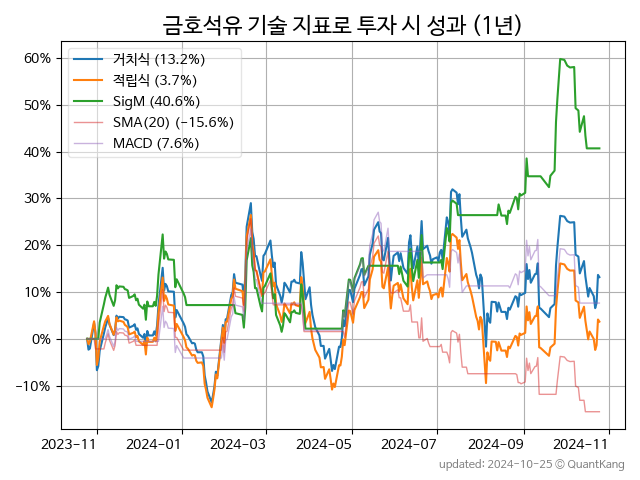 금호석유 기술 지표로 투자 시 성과 (1년)
거치식 (13.2%)
적립식 (3.7%)
SigM (40.6%)
SMA(20) (-15.6%)
MACD (7.6%)
60%
50%
40%
30%
20%
10%
0%
-10%
2023-11 2024-01 2024-03 2024-05 2024-07 2024-09 2024-11
updated: 2024-10-25 © QuantKang